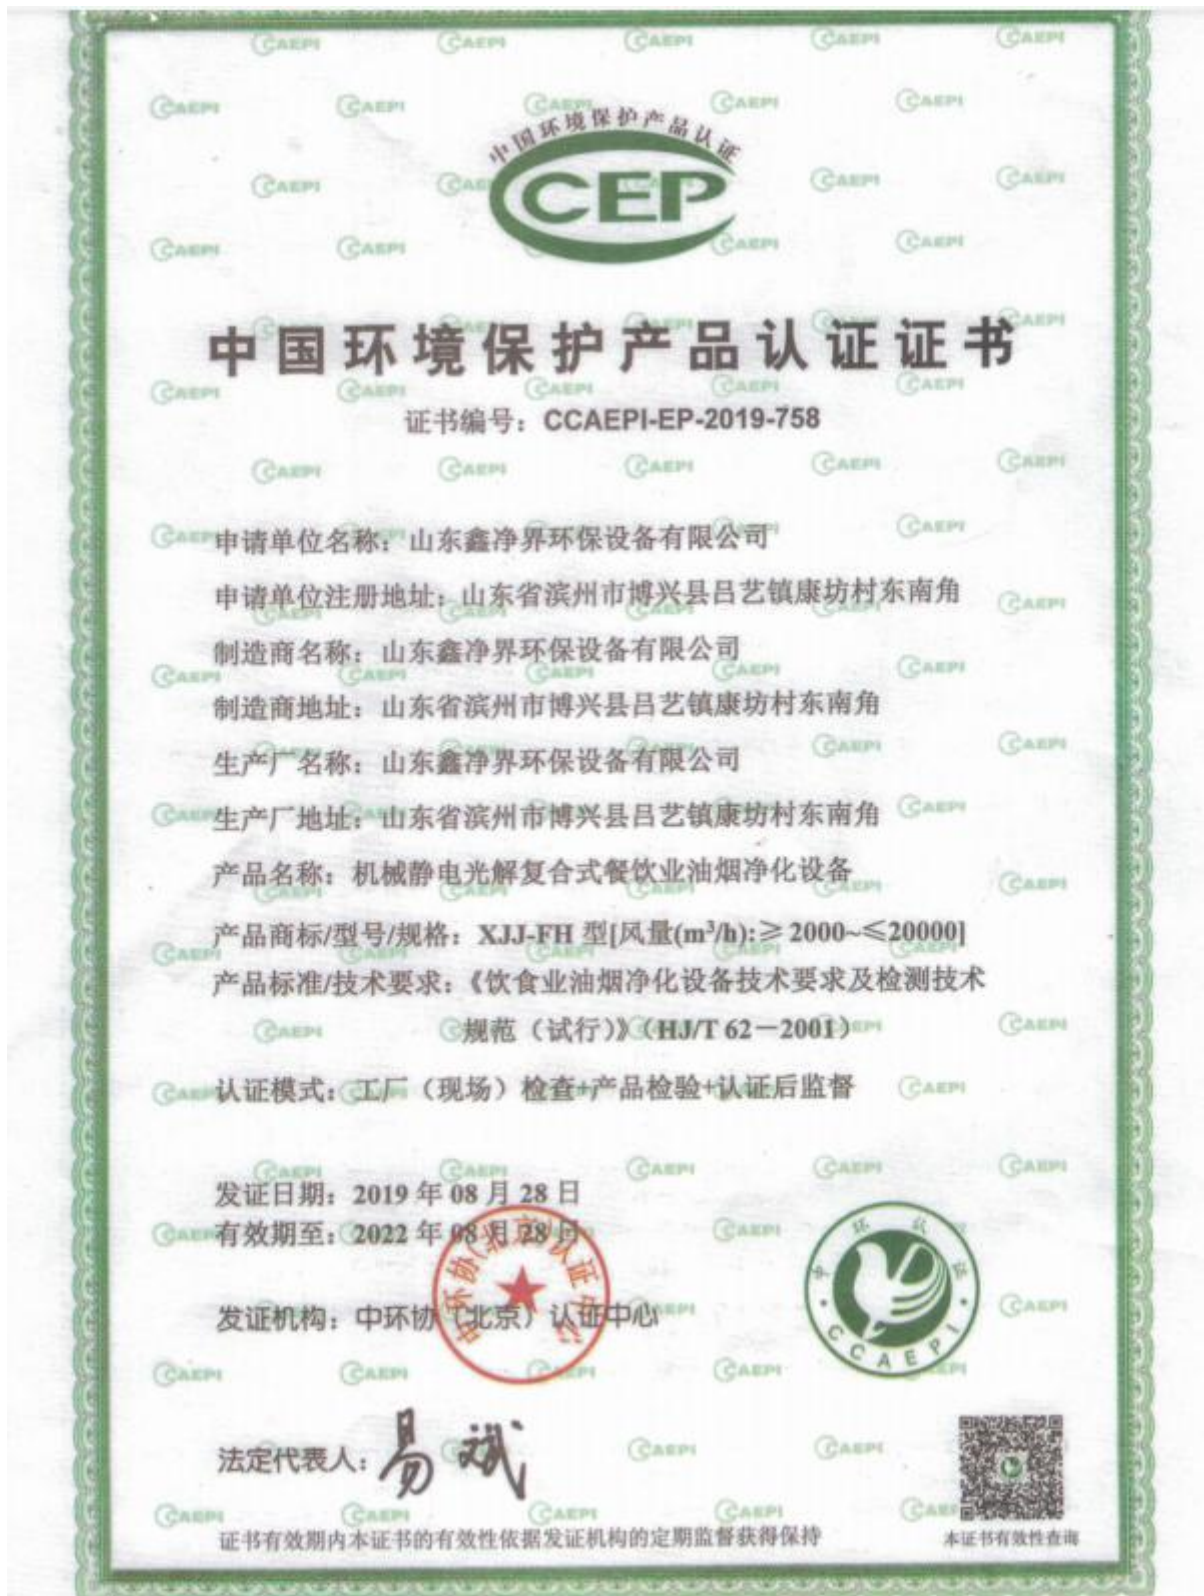 中国环境保护产品认证
CEP
中国环境保护产品认证证书
证书编号：CCAEPI-EP-2019-758
申请单位名称：山东鑫净界环保设备有限公司
申请单位注册地址：山东省滨州市博兴县吕艺镇康坊村东南角
制造商名称：山东鑫净界环保设备有限公司
制造商地址：山东省滨州市博兴县吕艺镇康坊村东南角
生产厂名称：山东鑫净界环保设备有限公司
生产厂地址：山东省滨州市博兴县吕艺镇康坊村东南角
产品名称：机械静电光解复合式餐饮业油烟净化设备
产品商标/型号/规格：XJJ-FH 型[风量(m³/h):≥2000~≤20000]
产品标准/技术要求：《饮食业油烟净化设备技术要求及检测技术
规范（试行）》（HJ/T 62－2001）
认证模式：工厂（现场）检查+产品检验+认证后监督
发证日期：2019 年 08 月 28 日
有效期至：2022 年 08 月 28 日
发证机构：中环协（北京）认证中心
中环协(北京)认证中心
中环认证
CCAEPI
法定代表人：易斌
证书有效期内本证书的有效性依据发证机构的定期监督获得保持
本证书有效性查询